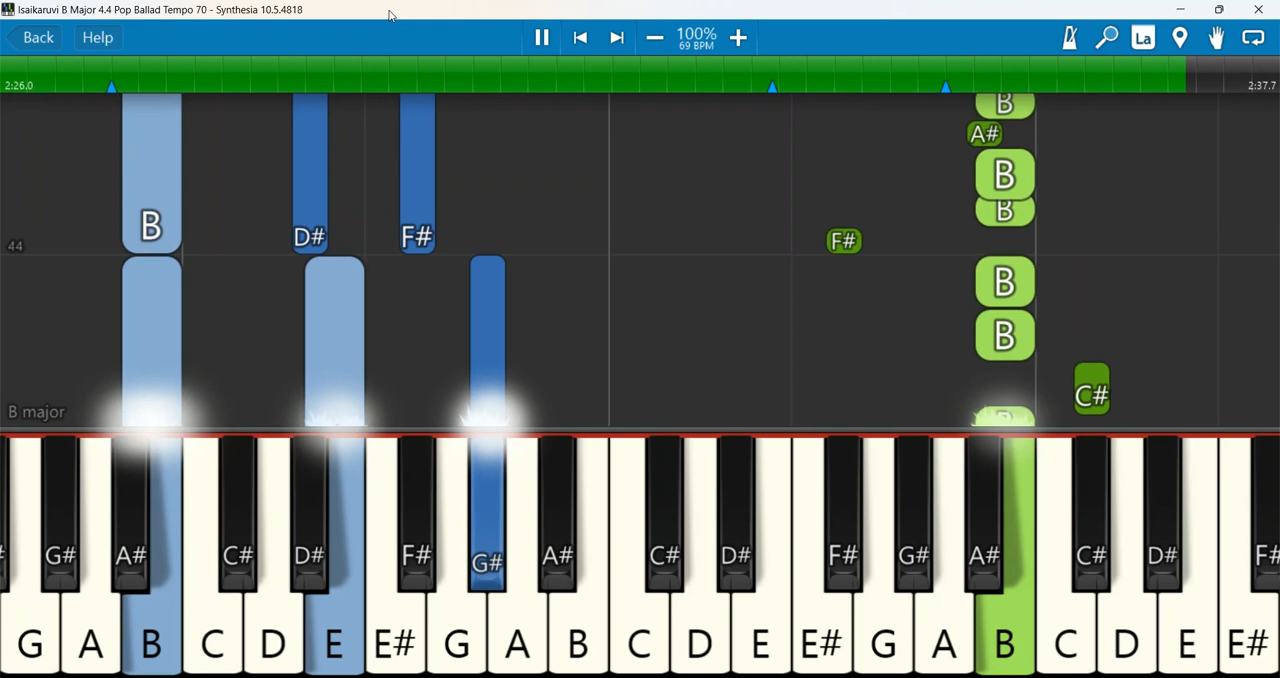 Isaikaruvi B Major 4.4 Pop Ballad Tempo 70 - Synthesia 10.5.4818
Back Help 100% La
69 BPM
2:26.0 2:37.7
B
A#
B
B D# F# B
44 F#
B
B
B major C#
B
G# A# C# D# F# G# A# C# D# F# G# A# C# D# F#
G A B C D E E# G A B C D E E# G A B C D E E#